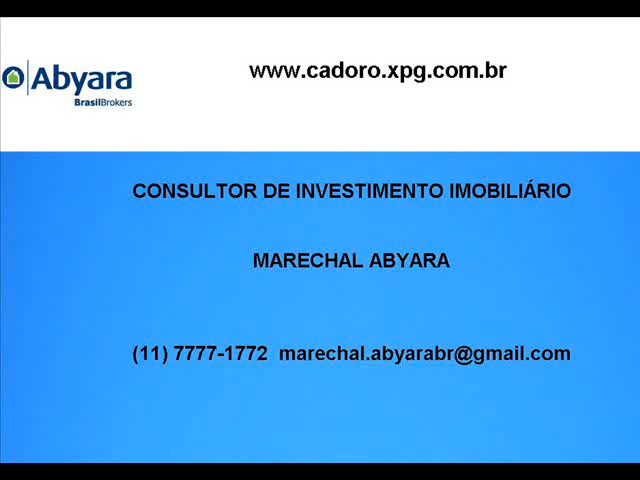 www.cadoro.xpg.com.br
Abyara
BrasilBrokers
CONSULTOR DE INVESTIMENTO IMOBILIÁRIO
MARECHAL ABYARA
(11) 7777-1772 marechal.abyarabr@gmail.com